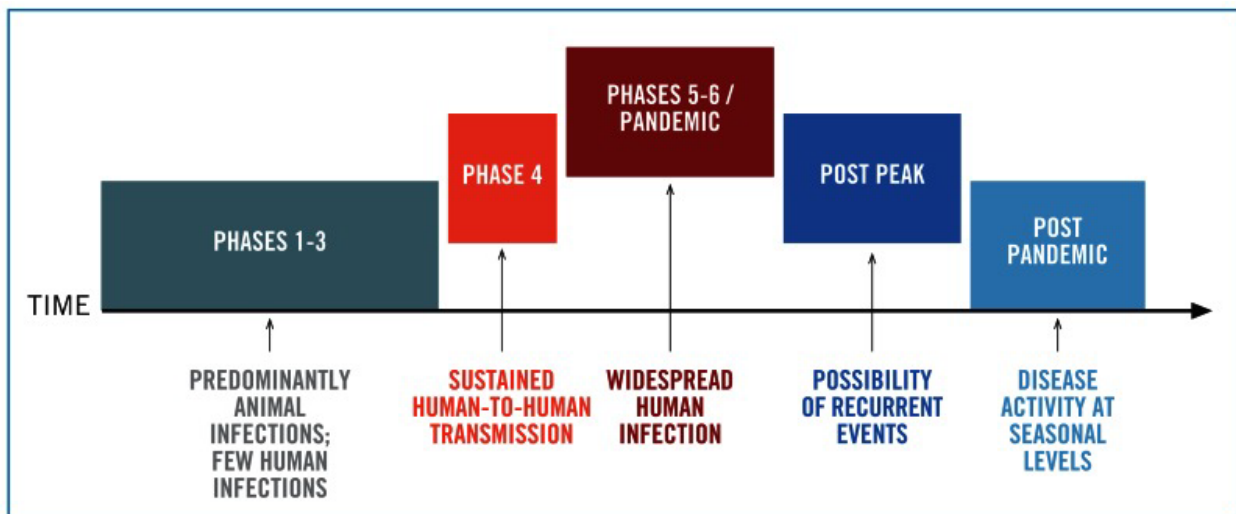 PHASES 5-6 /
PANDEMIC
PHASE 4
POST PEAK
PHASES 1-3
POST
PANDEMIC
TIME
PREDOMINANTLY
ANIMAL
INFECTIONS;
FEW HUMAN
INFECTIONS
SUSTAINED
HUMAN-TO-HUMAN
TRANSMISSION
WIDESPREAD
HUMAN
INFECTION
POSSIBILITY
OF RECURRENT
EVENTS
DISEASE
ACTIVITY AT
SEASONAL
LEVELS